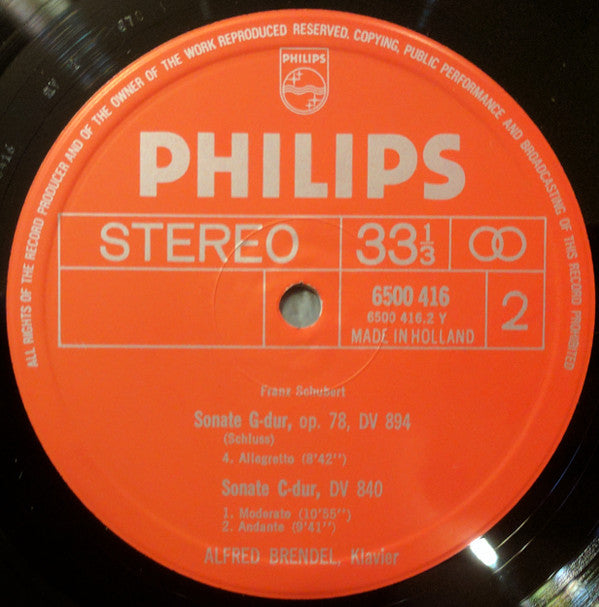 ALL RIGHTS OF THE RECORD PRODUCER AND OF THE OWNER OF THE WORK REPRODUCED RESERVED. COPYING, PUBLIC PERFORMANCE AND BROADCASTING OF THIS RECORD PROHIBITED
PHILIPS
PHILIPS
STEREO
33 1/3
6500 416
6500 416.2 Y
MADE IN HOLLAND
2
Franz Schubert
Sonate G-dur, op. 78, DV 894
(Schluss)
4. Allegretto (8'42'')
Sonate C-dur, DV 840
1. Moderato (10'55'')
2. Andante (9'41'')
ALFRED BRENDEL, Klavier